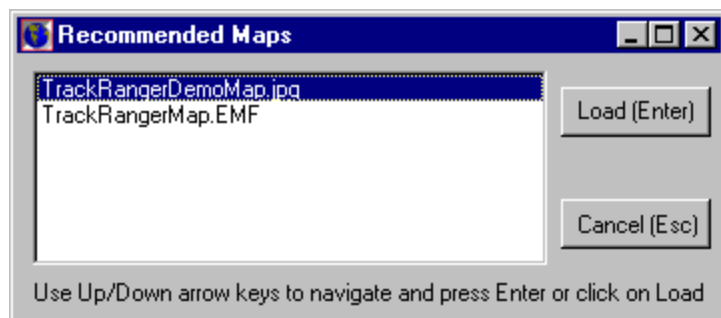 Recommended Maps
TrackRangerDemoMap.jpg
TrackRangerMap.EMF
Load (Enter)
Cancel (Esc)
Use Up/Down arrow keys to navigate and press Enter or click on Load